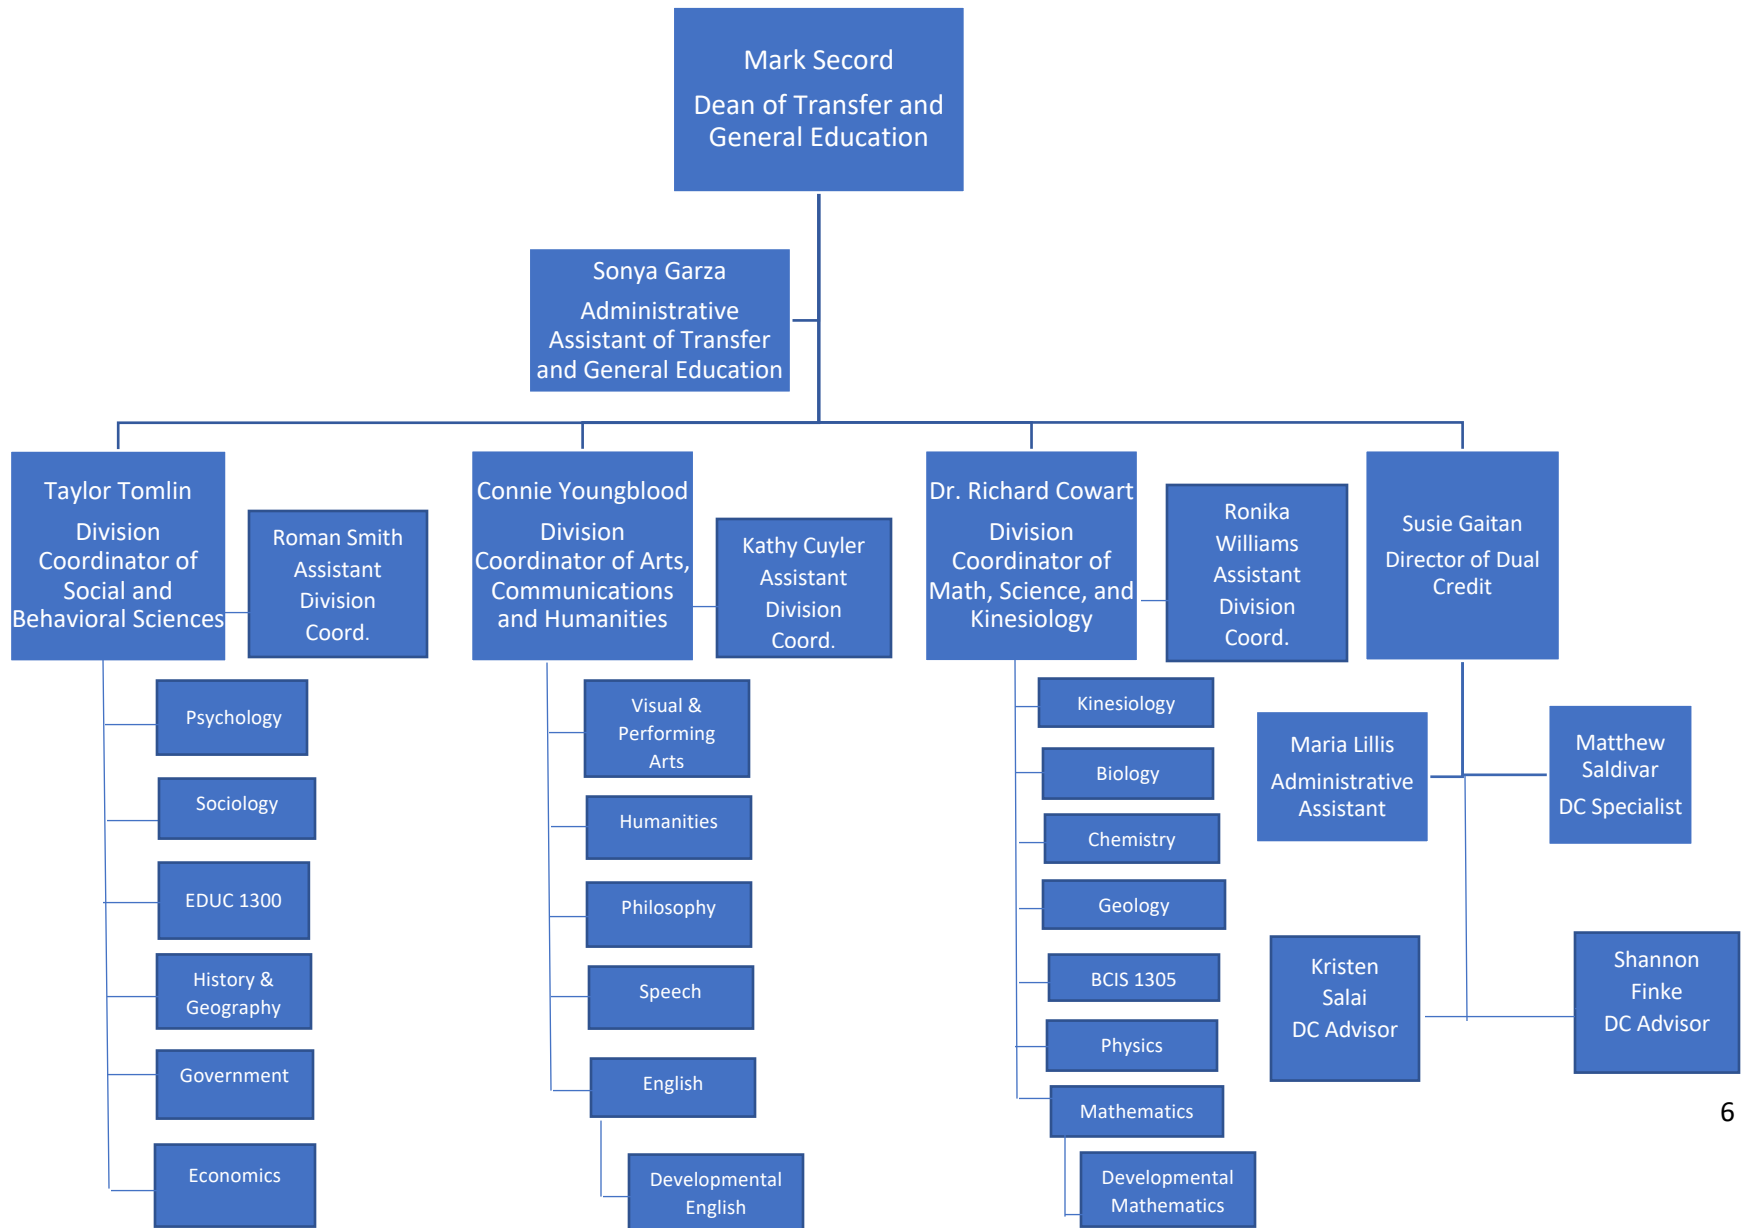 Mark Secord
Dean of Transfer and
General Education
Sonya Garza
Administrative
Assistant of Transfer
and General Education
Taylor Tomlin
Division
Coordinator of
Social and
Behavioral Sciences
Roman Smith
Assistant
Division
Coord.
Connie Youngblood
Division
Coordinator of Arts,
Communications
and Humanities
Kathy Cuyler
Assistant
Division
Coord.
Dr. Richard Cowart
Division
Coordinator of
Math, Science, and
Kinesiology
Ronika
Williams
Assistant
Division
Coord.
Susie Gaitan
Director of Dual
Credit
Psychology
Sociology
EDUC 1300
History &
Geography
Government
Economics
Visual &
Performing
Arts
Humanities
Philosophy
Speech
English
Developmental
English
Kinesiology
Biology
Chemistry
Geology
BCIS 1305
Physics
Mathematics
Developmental
Mathematics
Maria Lillis
Administrative
Assistant
Matthew
Saldivar
DC Specialist
Kristen
Salai
DC Advisor
Shannon
Finke
DC Advisor
6